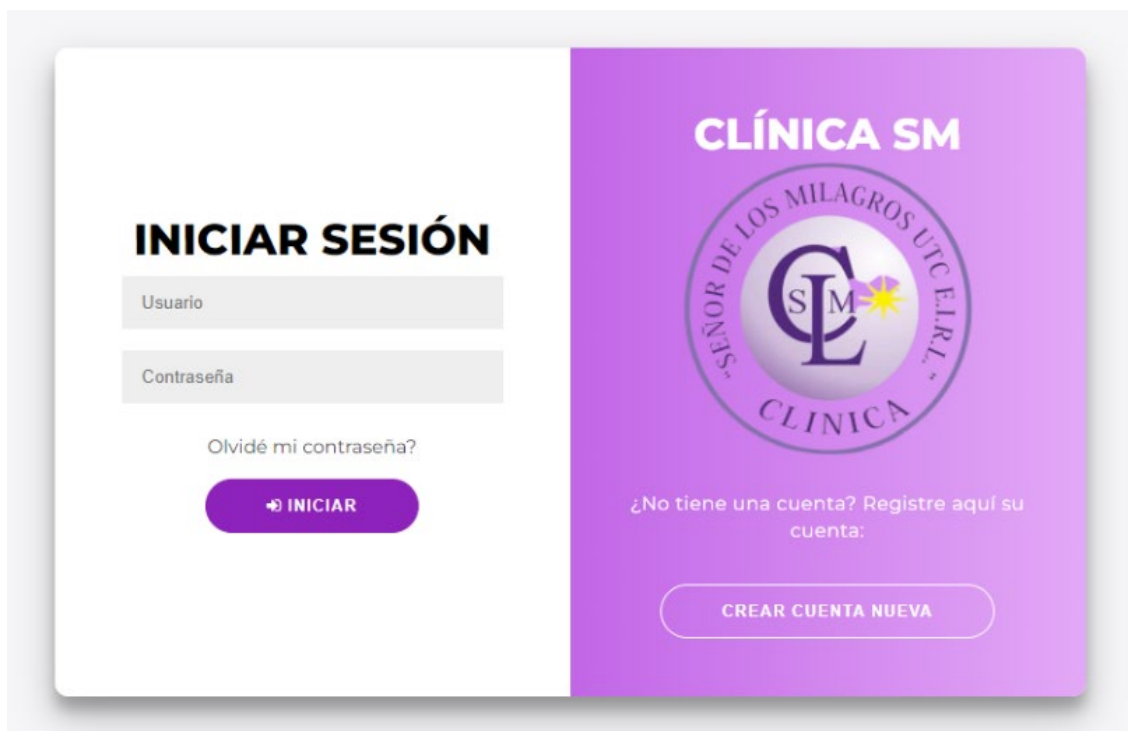 INICIAR SESIÓN
Usuario
Contraseña
Olvidé mi contraseña?
INICIAR
CLÍNICA SM
"SEÑOR DE LOS MILAGROS UTC E.I.R.L. "
CL
S M
CLINICA
¿No tiene una cuenta? Registre aquí su
cuenta:
CREAR CUENTA NUEVA